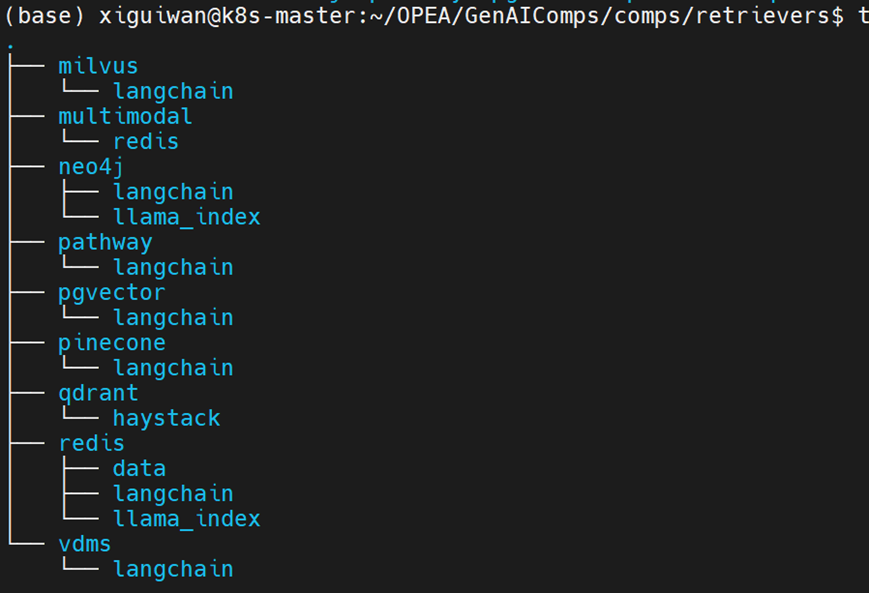 (base) xiguiwan@k8s-master:~/OPEA/GenAIComps/comps/retrievers$ t
.
├── milvus
│   └── langchain
├── multimodal
│   └── redis
├── neo4j
│   ├── langchain
│   └── llama_index
├── pathway
│   └── langchain
├── pgvector
│   └── langchain
├── pinecone
│   └── langchain
├── qdrant
│   └── haystack
├── redis
│   ├── data
│   ├── langchain
│   └── llama_index
└── vdms
    └── langchain